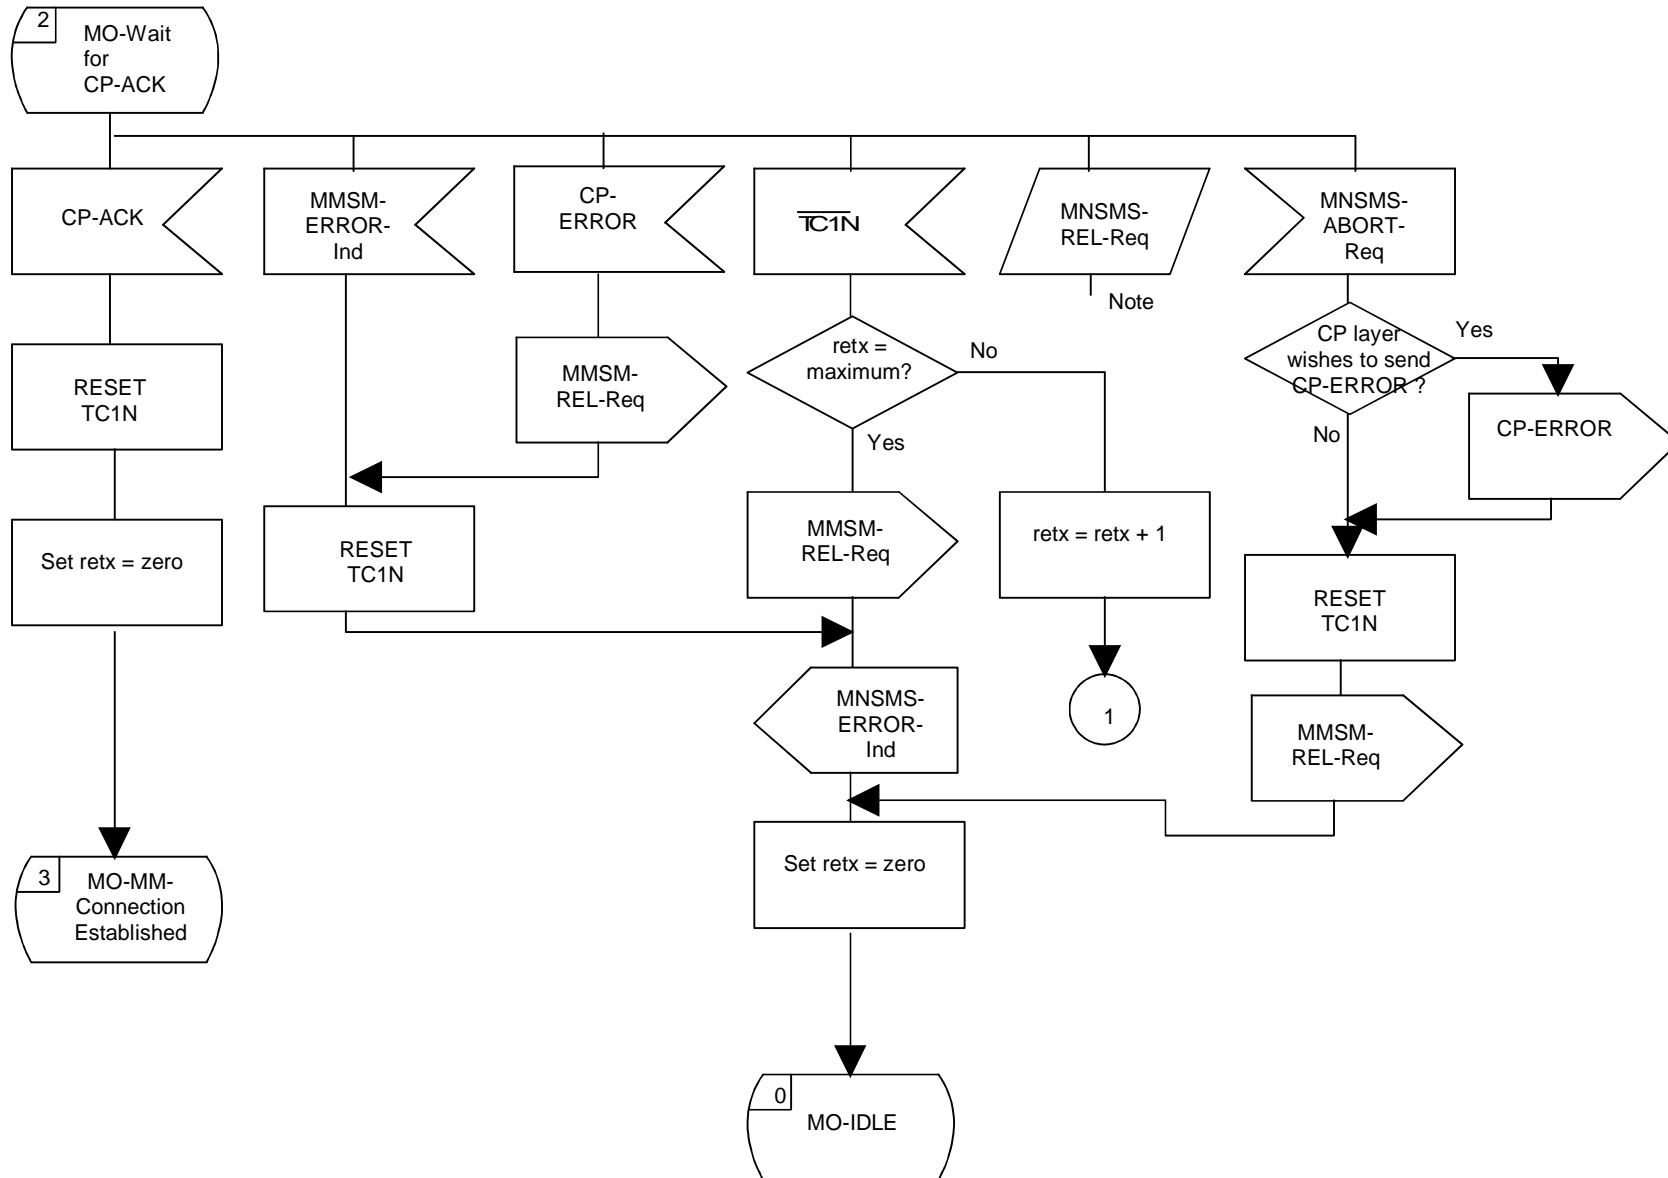 2
MO-Wait
for
CP-ACK
CP-ACK
MMSM-
ERROR-
Ind
CP-
ERROR
TC1N
MNSMS-
REL-Req
Note
MNSMS-
ABORT-
Req
RESET
TC1N
MMSM-
REL-Req
retx =
maximum?
No
Yes
CP layer
wishes to send
CP-ERROR ?
Yes
No
CP-ERROR
Set retx = zero
RESET
TC1N
MMSM-
REL-Req
retx = retx + 1
RESET
TC1N
MNSMS-
ERROR-
Ind
1
MMSM-
REL-Req
3
MO-MM-
Connection
Established
Set retx = zero
0
MO-IDLE